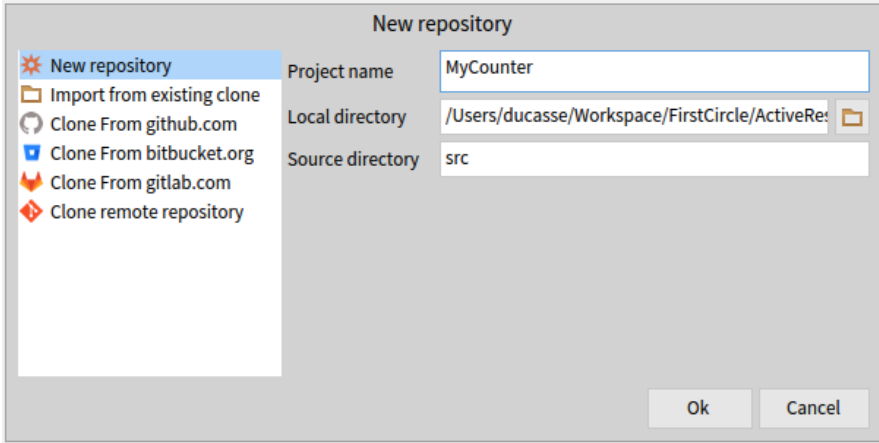 New repository
New repository
Import from existing clone
Clone From github.com
Clone From bitbucket.org
Clone From gitlab.com
Clone remote repository
Project name MyCounter
Local directory /Users/ducasse/Workspace/FirstCircle/ActiveRes
Source directory src
Ok Cancel